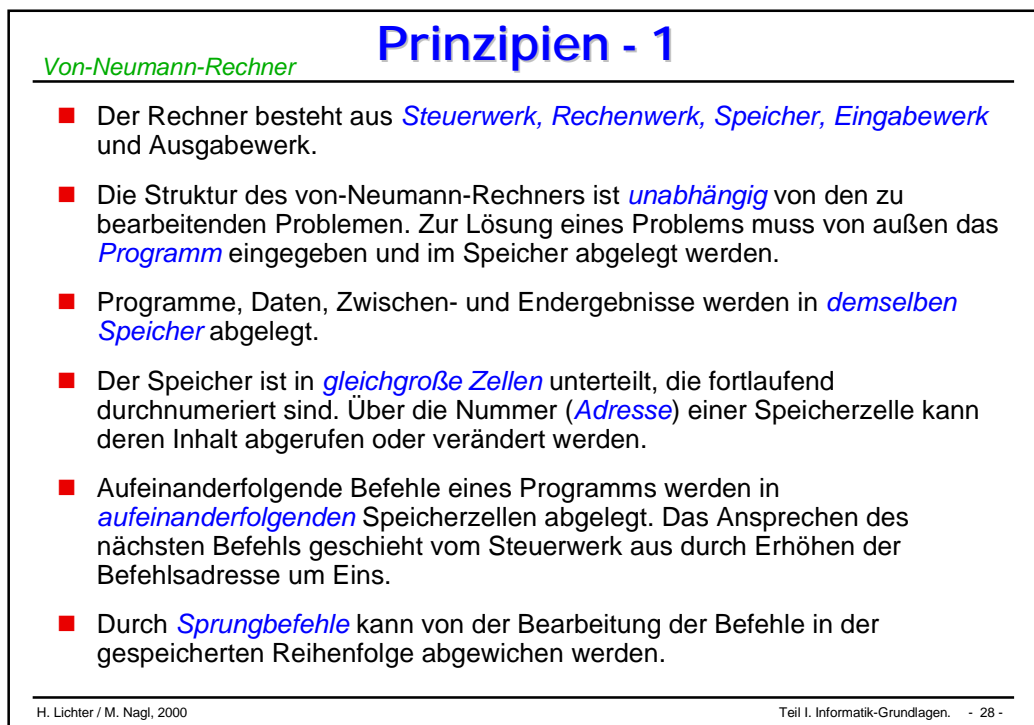 Prinzipien - 1
Von-Neumann-Rechner
Der Rechner besteht aus Steuerwerk, Rechenwerk, Speicher, Eingabewerk
und Ausgabewerk.
Die Struktur des von-Neumann-Rechners ist unabhängig von den zu
bearbeitenden Problemen. Zur Lösung eines Problems muss von außen das
Programm eingegeben und im Speicher abgelegt werden.
Programme, Daten, Zwischen- und Endergebnisse werden in demselben
Speicher abgelegt.
Der Speicher ist in gleichgroße Zellen unterteilt, die fortlaufend
durchnumeriert sind. Über die Nummer (Adresse) einer Speicherzelle kann
deren Inhalt abgerufen oder verändert werden.
Aufeinanderfolgende Befehle eines Programms werden in
aufeinanderfolgenden Speicherzellen abgelegt. Das Ansprechen des
nächsten Befehls geschieht vom Steuerwerk aus durch Erhöhen der
Befehlsadresse um Eins.
Durch Sprungbefehle kann von der Bearbeitung der Befehle in der
gespeicherten Reihenfolge abgewichen werden.
H. Lichter / M. Nagl, 2000 Teil I. Informatik-Grundlagen. - 28 -